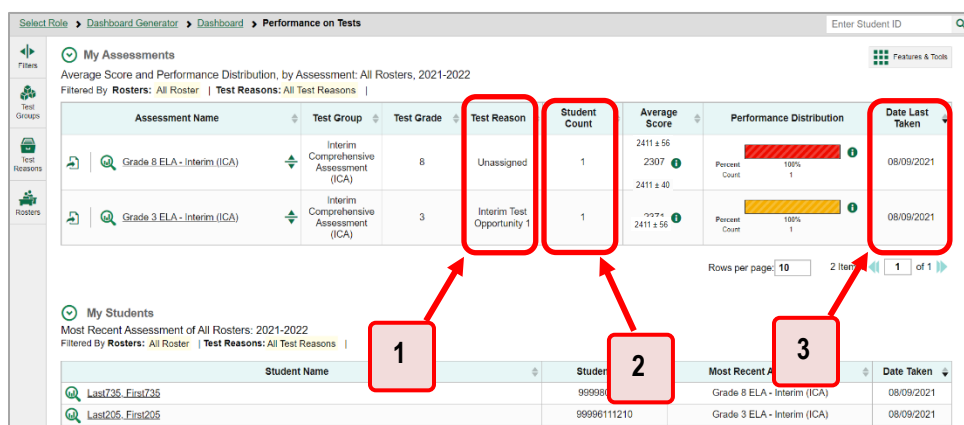 Select Role > Dashboard Generator > Dashboard > Performance on Tests
Enter Student ID
Filters
Test Groups
Test Reasons
Rosters
My Assessments
Features & Tools
Average Score and Performance Distribution, by Assessment: All Rosters, 2021-2022
Filtered By Rosters: All Roster | Test Reasons: All Test Reasons |
Assessment Name Test Group Test Grade Test Reason Student Count Average Score Performance Distribution Date Last Taken
Grade 8 ELA - Interim (ICA)
Interim Comprehensive Assessment (ICA)
8
Unassigned
1
2411 ± 56
2307
2411 ± 40
Percent 100%
Count 1
08/09/2021
Grade 3 ELA - Interim (ICA)
Interim Comprehensive Assessment (ICA)
3
Interim Test Opportunity 1
1
2411 ± 56
Percent 100%
Count 1
08/09/2021
Rows per page: 10 2 1 of 1
1
2
3
My Students
Most Recent Assessment of All Rosters: 2021-2022
Filtered By Rosters: All Roster | Test Reasons: All Test Reasons |
Student Name Most Recent Date Taken
Last735, First735 Grade 8 ELA - Interim (ICA) 08/09/2021
Last205, First205 99996111210 Grade 3 ELA - Interim (ICA) 08/09/2021